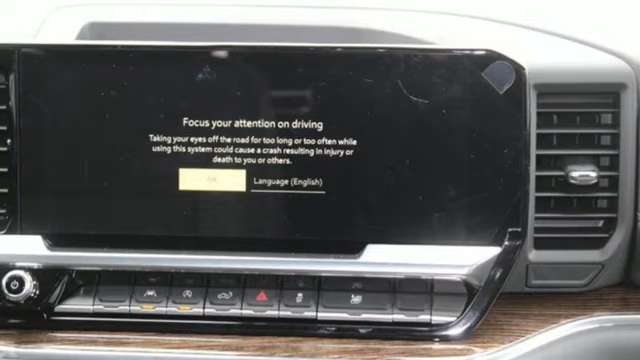 Focus your attention on driving
Taking your eyes off the road for too long or too often while
using this system could cause a crash resulting in injury or
death to you or others.
OK
Language (English)